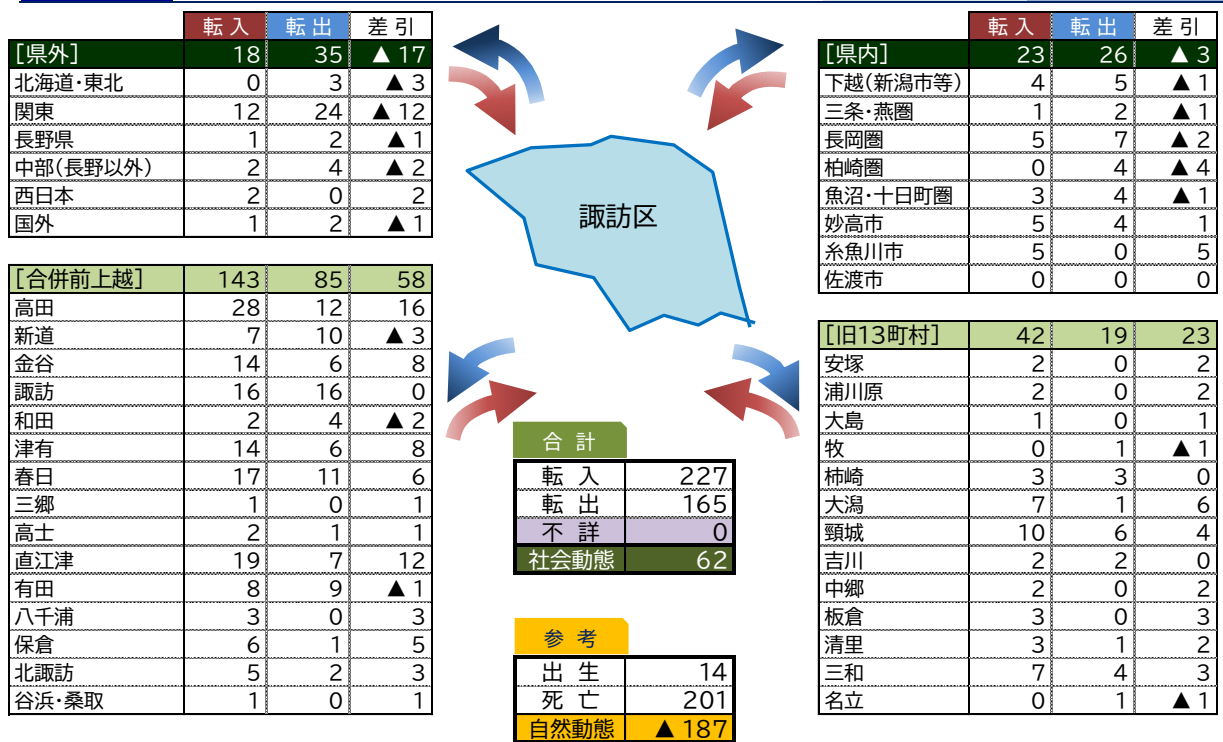 転入 転出 差引
[県外] 18 35 ▲17
北海道・東北 0 3 ▲3
関東 12 24 ▲12
長野県 1 2 ▲1
中部(長野以外) 2 4 ▲2
西日本 2 0 2
国外 1 2 ▲1
[合併前上越] 143 85 58
高田 28 12 16
新道 7 10 ▲3
金谷 14 6 8
諏訪 16 16 0
和田 2 4 ▲2
津有 14 6 8
春日 17 11 6
三郷 1 0 1
高士 2 1 1
直江津 19 7 12
有田 8 9 ▲1
八千浦 3 0 3
保倉 6 1 5
北諏訪 5 2 3
谷浜・桑取 1 0 1
諏訪区
合計
転入 227
転出 165
不詳 0
社会動態 62
参考
出生 14
死亡 201
自然動態 ▲187
転入 転出 差引
[県内] 23 26 ▲3
下越(新潟市等) 4 5 ▲1
三条・燕圏 1 2 ▲1
長岡圏 5 7 ▲2
柏崎圏 0 4 ▲4
魚沼・十日町圏 3 4 ▲1
妙高市 5 4 1
糸魚川市 5 0 5
佐渡市 0 0 0
[旧13町村] 42 19 23
安塚 2 0 2
浦川原 2 0 2
大島 1 0 1
牧 0 1 ▲1
柿崎 3 3 0
大潟 7 1 6
頸城 10 6 4
吉川 2 2 0
中郷 2 0 2
板倉 3 0 3
清里 3 1 2
三和 7 4 3
名立 0 1 ▲1